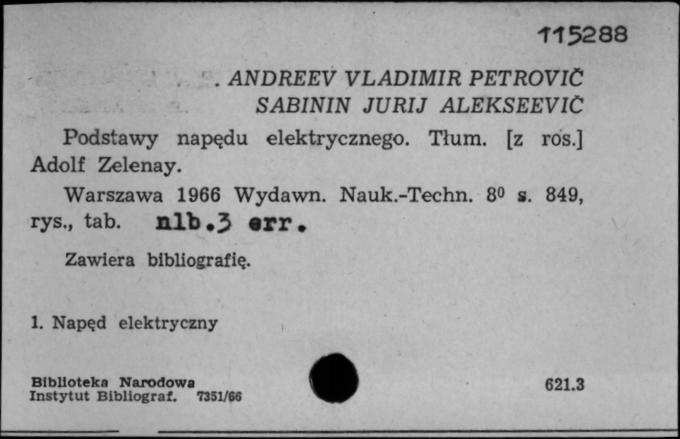 115288
. ANDREEV VLADIMIR PETROVIČ
SABININ JURIJ ALEKSEEVIČ
Podstawy napędu elektrycznego. Tłum. [z ros.]
Adolf Zelenay.
Warszawa 1966 Wydawn. Nauk.-Techn. 8⁰ s. 849,
rys., tab. nlb.3 err.
Zawiera bibliografię.
1. Napęd elektryczny
Biblioteka Narodowa
Instytut Bibliograf. 7351/66
621.3